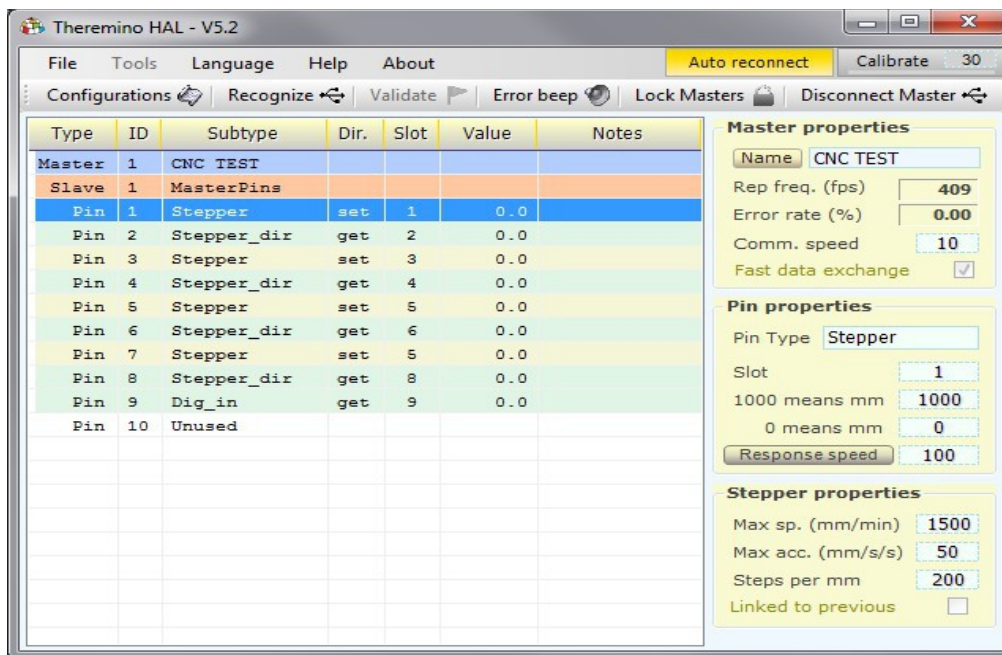 Theremino HAL - V5.2
File Tools Language Help About Auto reconnect Calibrate 30
Configurations Recognize Validate Error beep Lock Masters Disconnect Master
Type ID Subtype Dir. Slot Value Notes
Master 1 CNC TEST
Slave 1 MasterPins
Pin 1 Stepper set 1 0.0
Pin 2 Stepper_dir get 2 0.0
Pin 3 Stepper set 3 0.0
Pin 4 Stepper_dir get 4 0.0
Pin 5 Stepper set 5 0.0
Pin 6 Stepper_dir get 6 0.0
Pin 7 Stepper set 5 0.0
Pin 8 Stepper_dir get 8 0.0
Pin 9 Dig_in get 9 0.0
Pin 10 Unused
Master properties
Name CNC TEST
Rep freq. (fps) 409
Error rate (%) 0.00
Comm. speed 10
Fast data exchange
Pin properties
Pin Type Stepper
Slot 1
1000 means mm 1000
0 means mm 0
Response speed 100
Stepper properties
Max sp. (mm/min) 1500
Max acc. (mm/s/s) 50
Steps per mm 200
Linked to previous